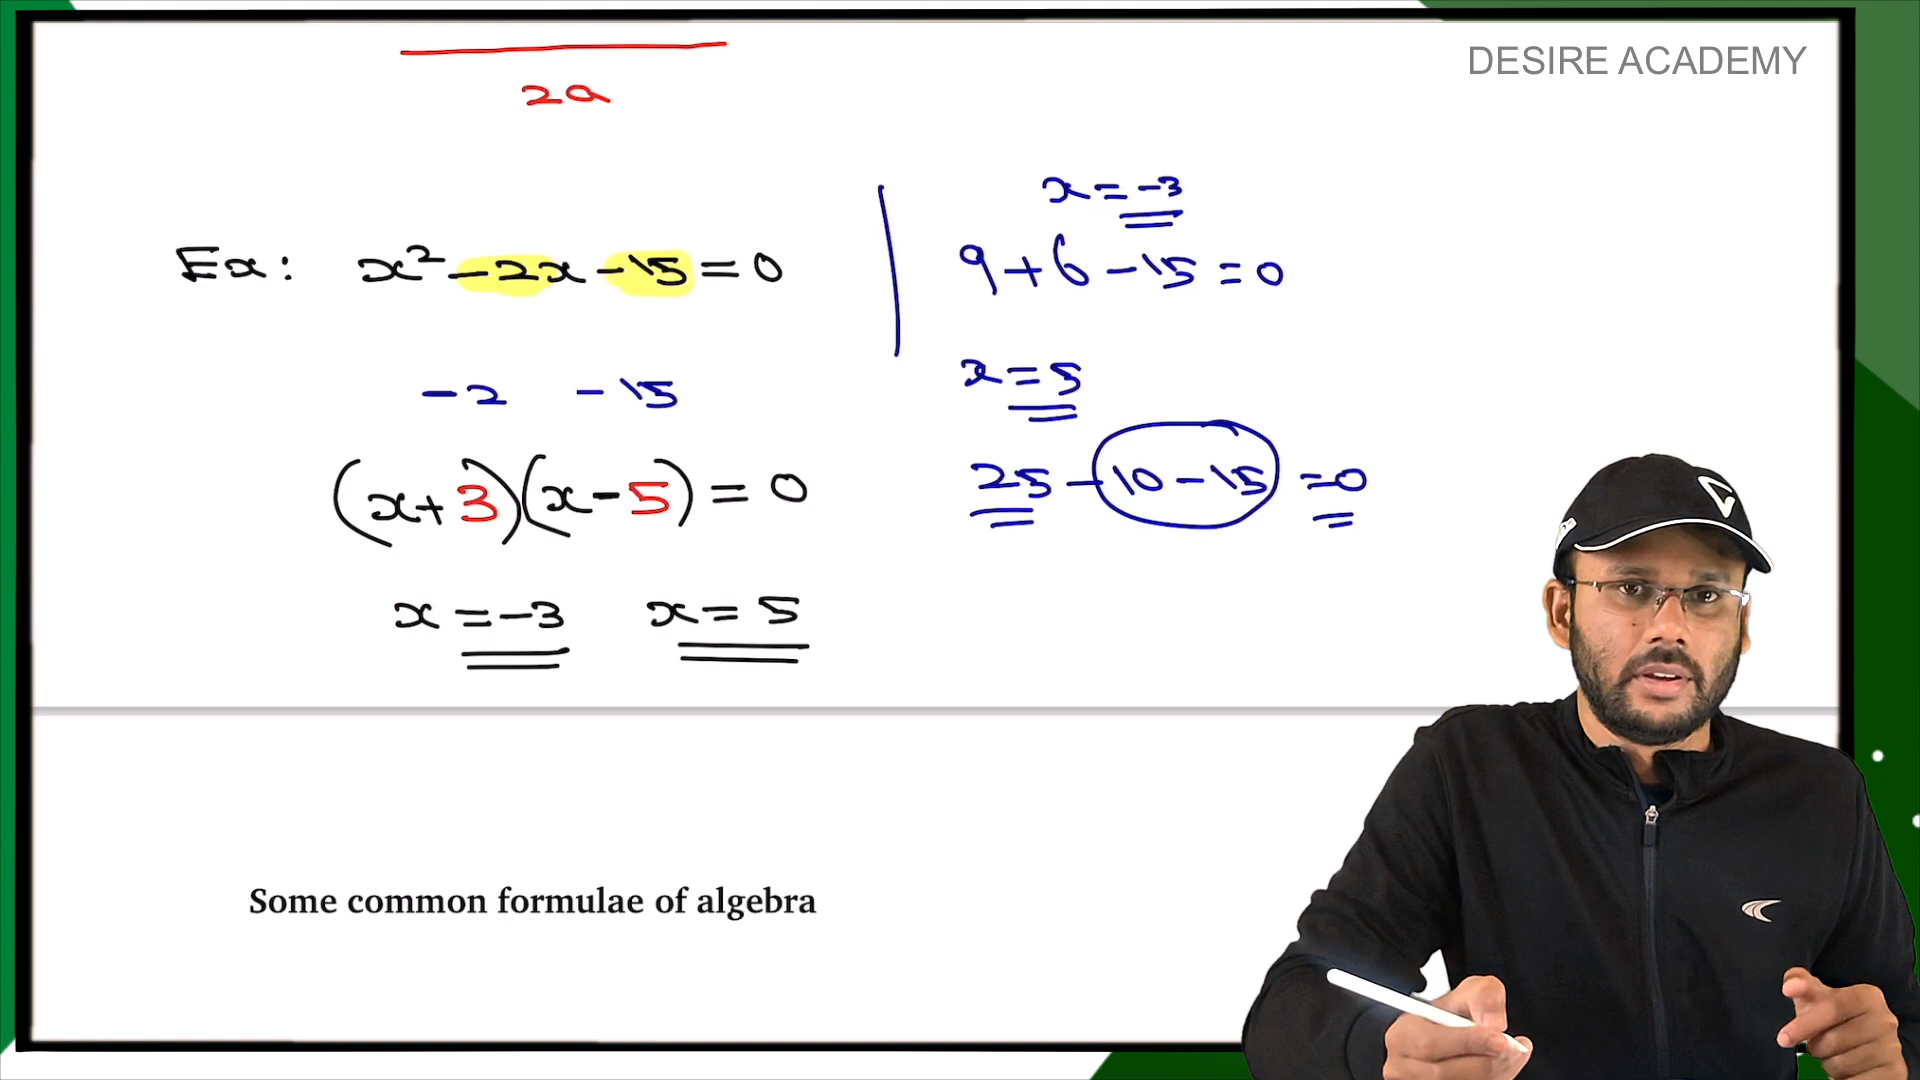 DESIRE ACADEMY
2a
Ex: x² -2x -15 = 0
-2 -15
(x+3)(x-5) = 0
x = -3 x = 5
x = -3
9+6-15 = 0
x = 5
25-10-15 = 0
Some common formulae of algebra